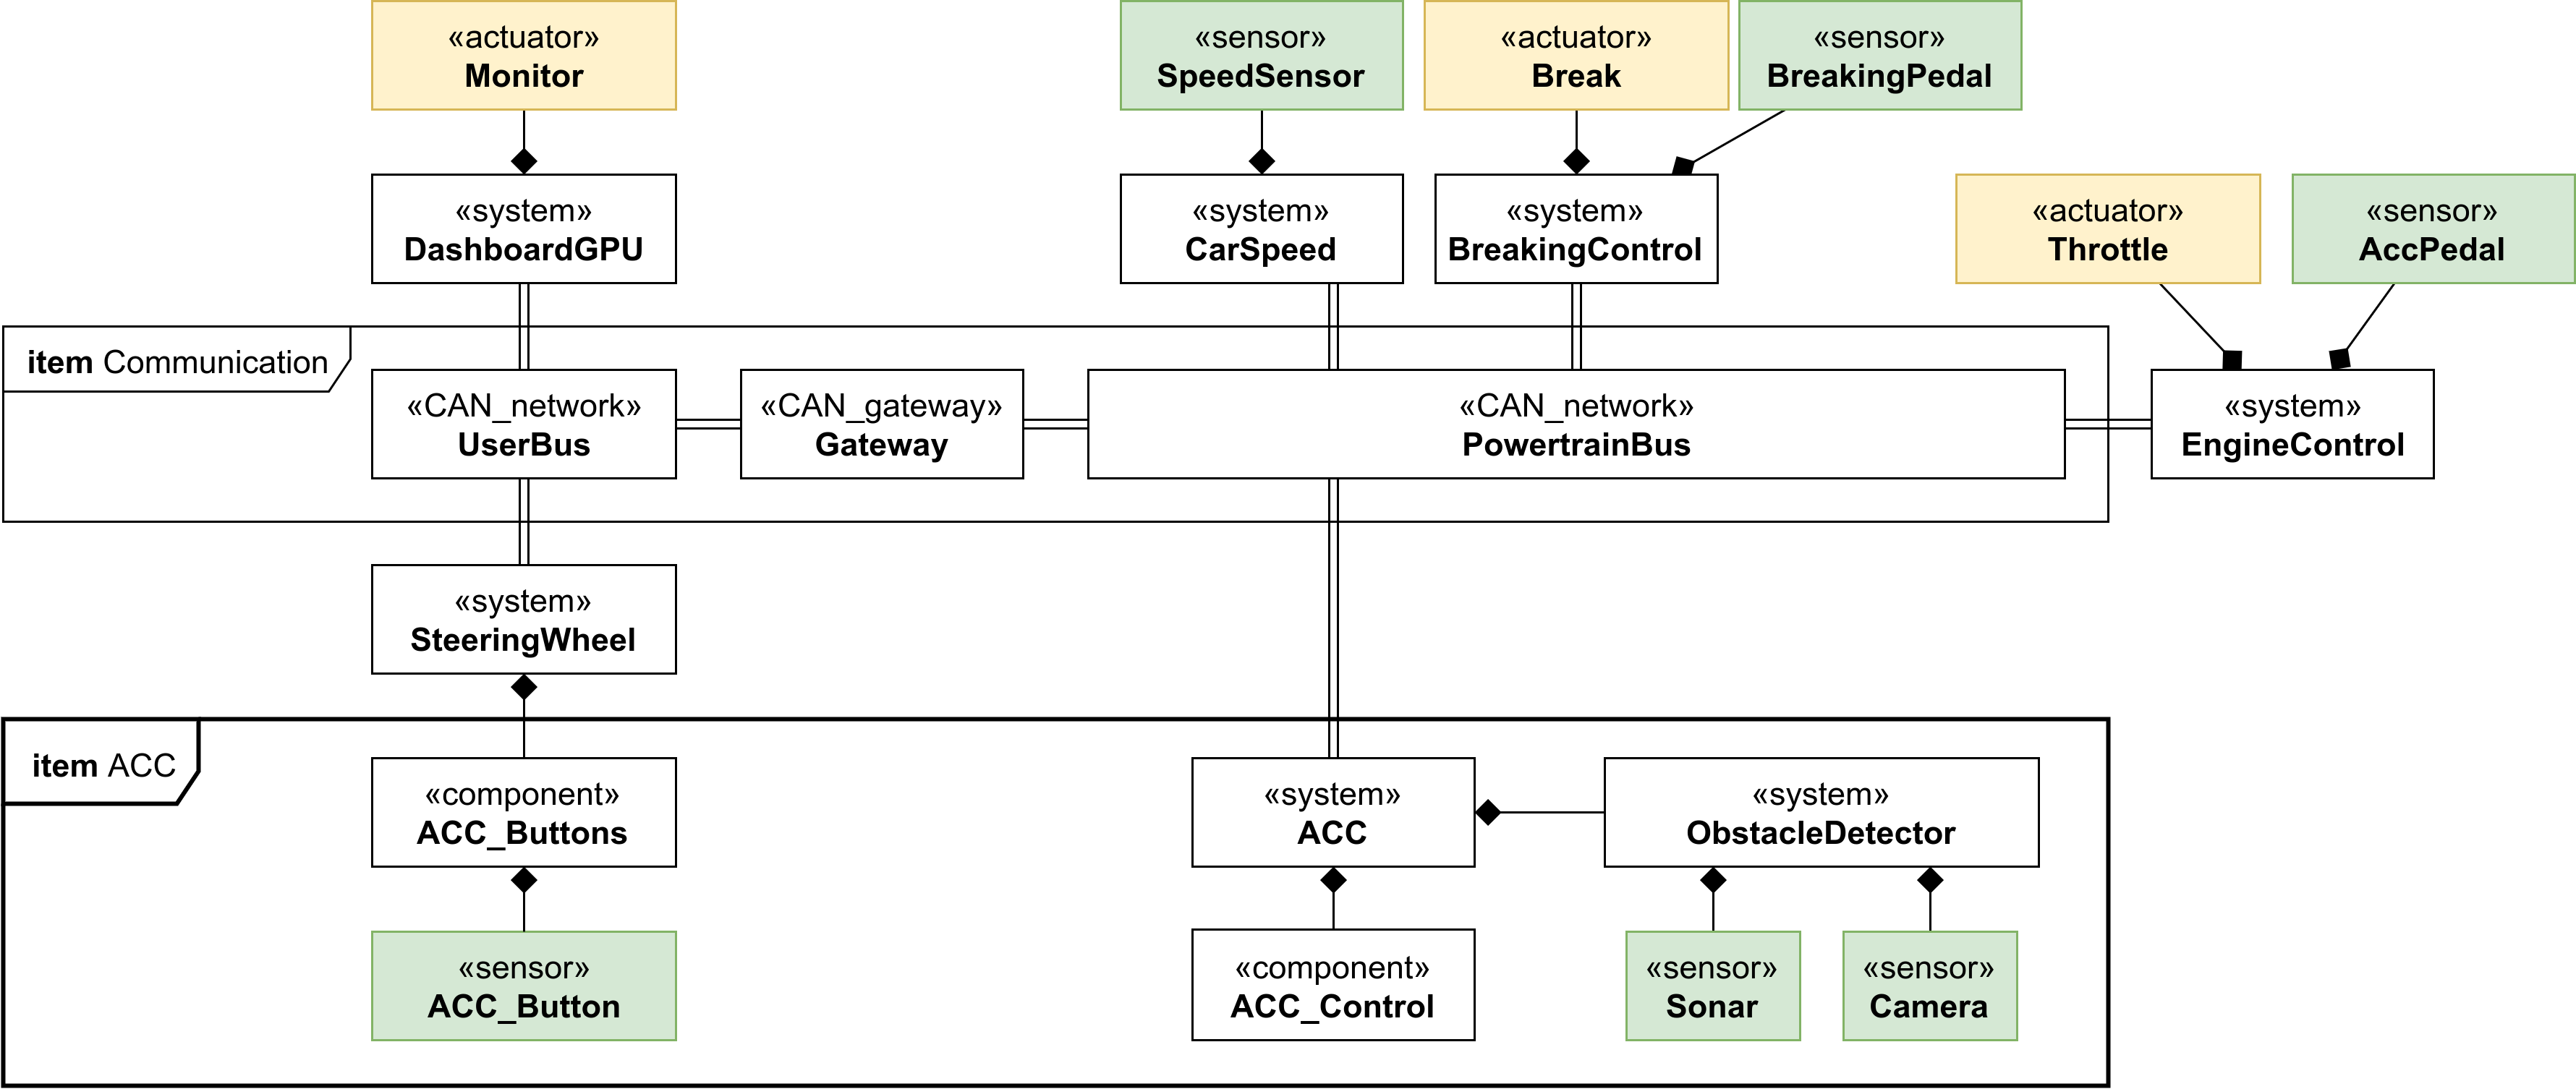 «actuator»
Monitor
«sensor»
SpeedSensor
«actuator»
Break
«sensor»
BreakingPedal
«system»
DashboardGPU
«system»
CarSpeed
«system»
BreakingControl
«actuator»
Throttle
«sensor»
AccPedal
item Communication
«CAN_network»
UserBus
«CAN_gateway»
Gateway
«CAN_network»
PowertrainBus
«system»
EngineControl
«system»
SteeringWheel
item ACC
«component»
ACC_Buttons
«system»
ACC
«system»
ObstacleDetector
«sensor»
ACC_Button
«component»
ACC_Control
«sensor»
Sonar
«sensor»
Camera